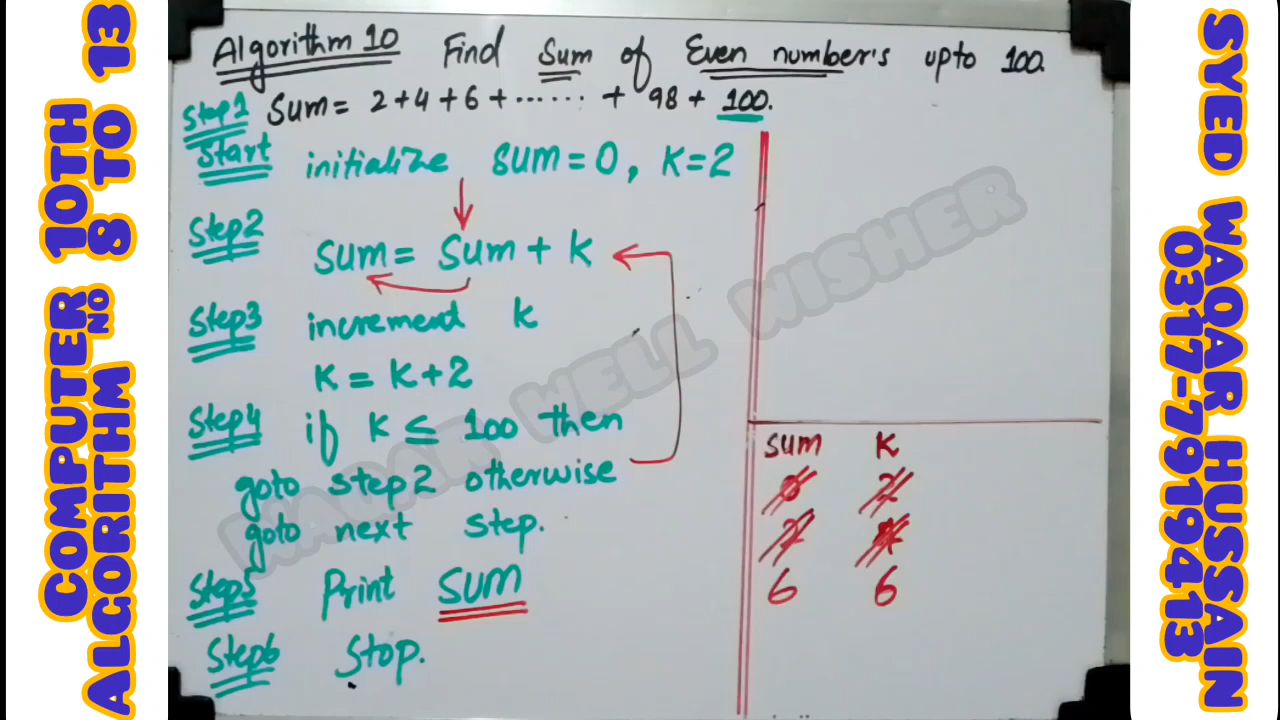 COMPUTER 10TH
ALGORITHM NO 8 TO 13
Algorithm 10 Find Sum of Even number's upto 100.
Step1 Sum = 2+4+6+......+ 98+100.
Start initialize sum=0, K=2
Step2
Sum = Sum + k
Step3 increment k
K = K+2
Step4 if K ≤ 100 then
goto step2 otherwise
goto next step.
Step5 Print SUM
Step6 Stop.
sum K
0 2
2 4
6 6
WAQAR WELL WISHER
SYED WAQAR HUSSAIN
0317-7919413